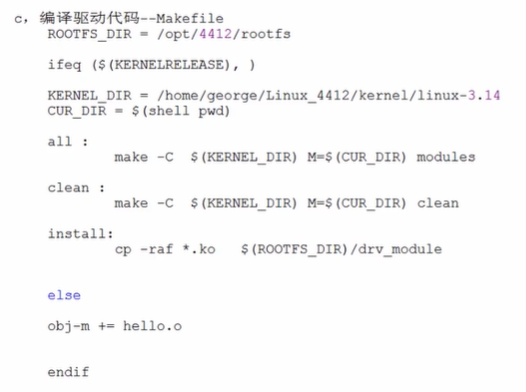 c, 编译驱动代码--Makefile
ROOTFS_DIR = /opt/4412/rootfs
ifeq ($(KERNELRELEASE), )
KERNEL_DIR = /home/george/Linux_4412/kernel/linux-3.14
CUR_DIR = $(shell pwd)
all :
make -C  $(KERNEL_DIR) M=$(CUR_DIR) modules
clean :
make -C  $(KERNEL_DIR) M=$(CUR_DIR) clean
install:
cp -raf *.ko   $(ROOTFS_DIR)/drv_module
else
obj-m += hello.o
endif